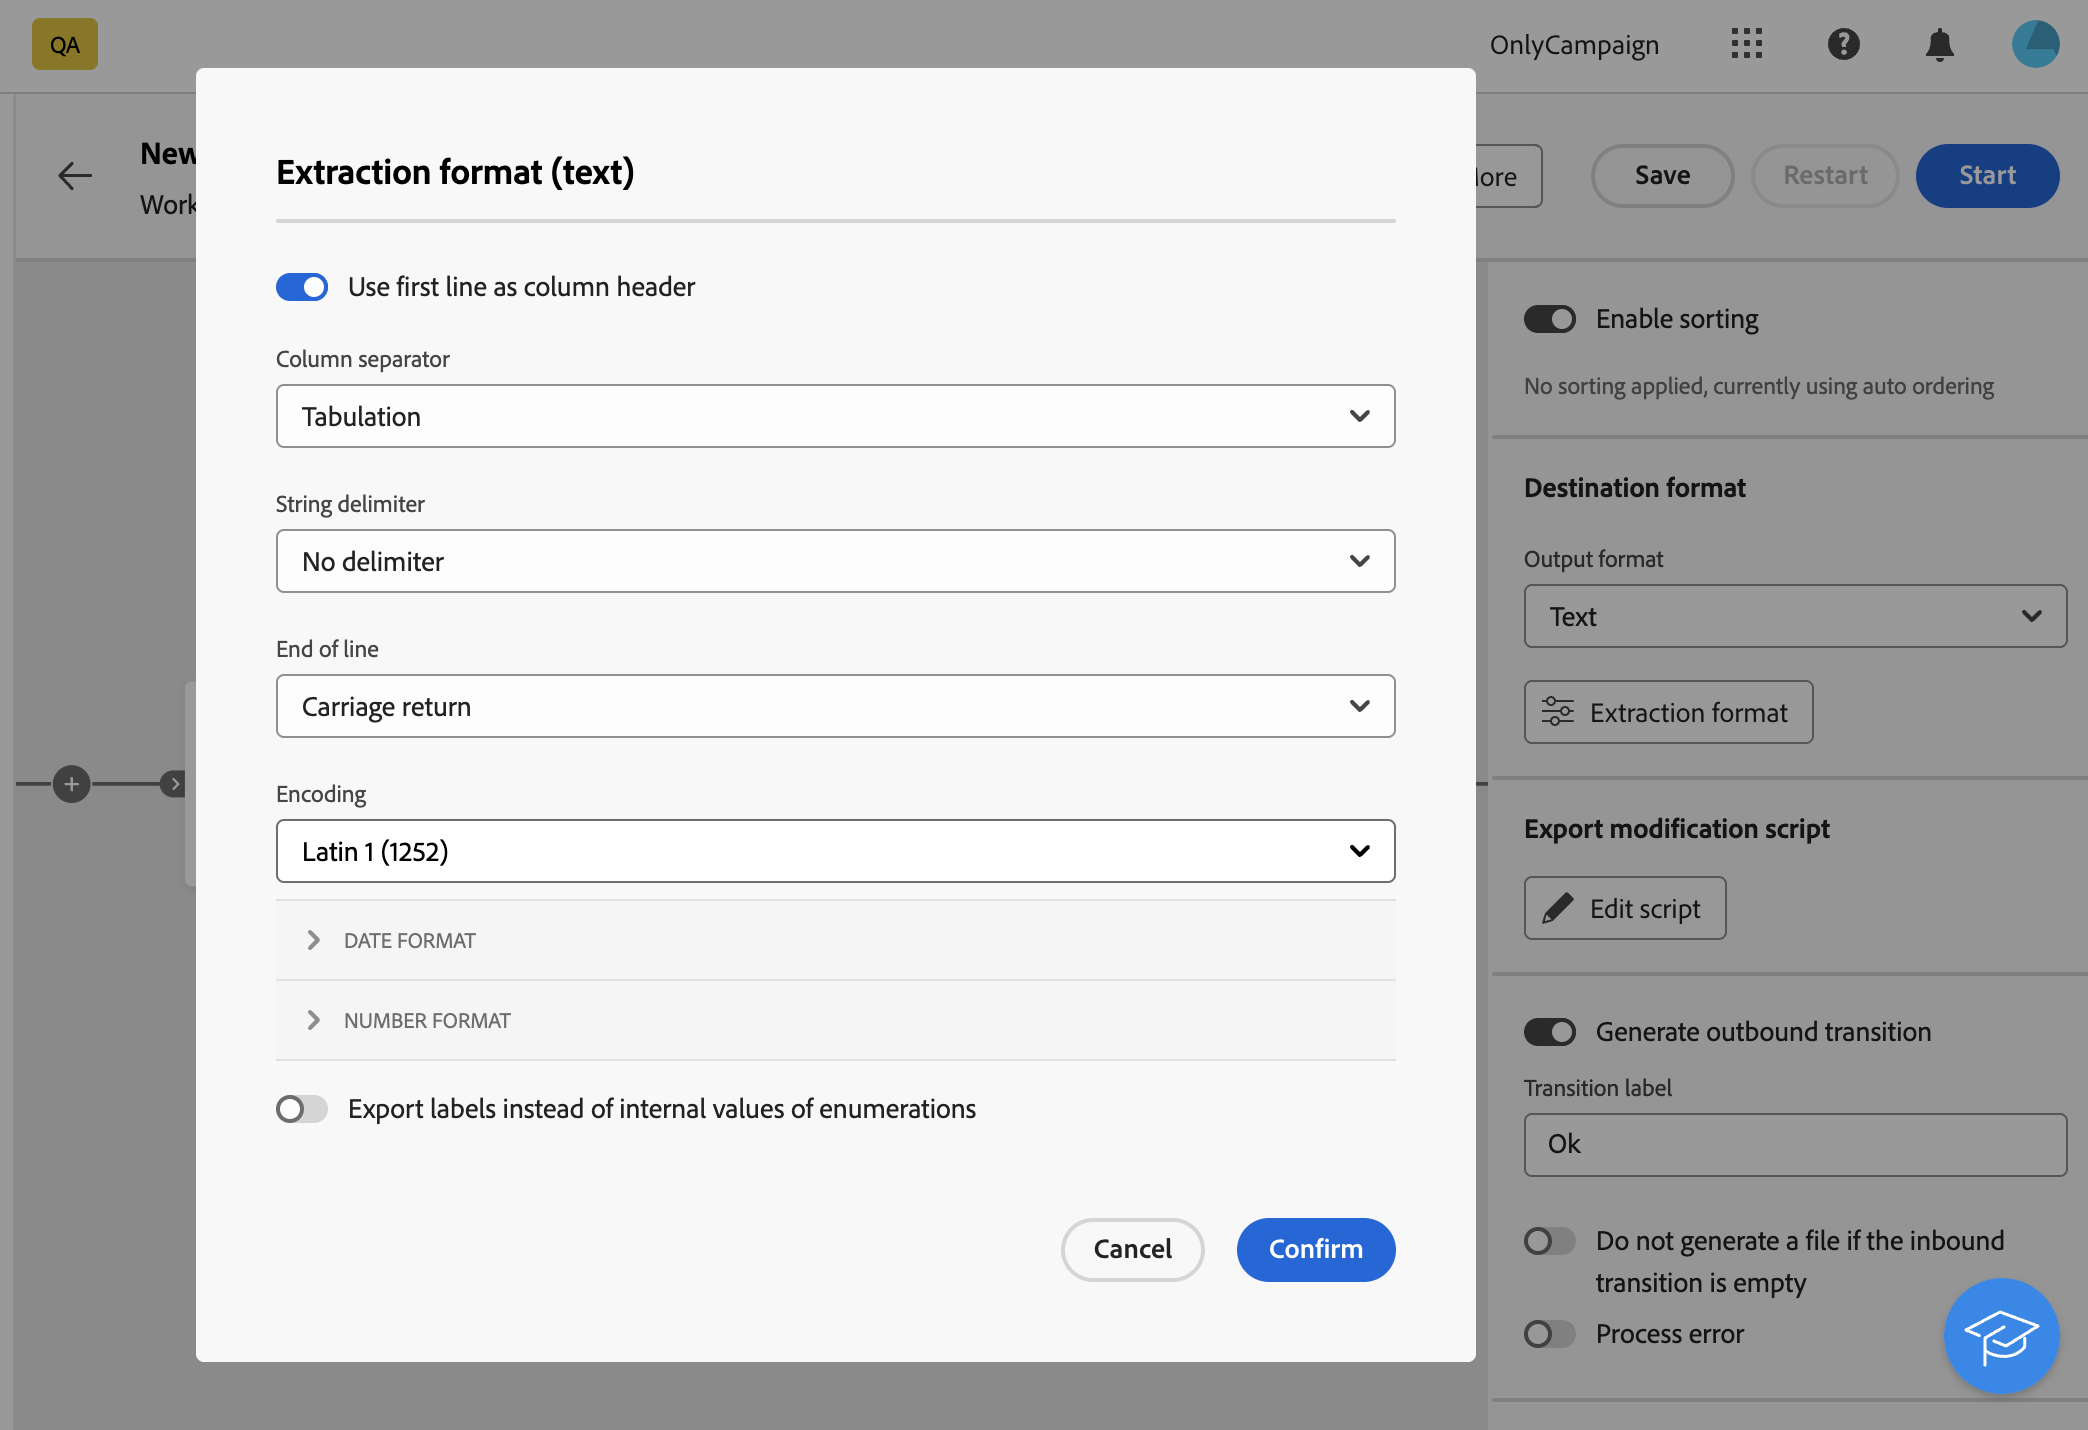 QA
OnlyCampaign
New
Work
Save
Restart
Start
Extraction format (text)
Use first line as column header
Column separator
Tabulation
String delimiter
No delimiter
End of line
Carriage return
Encoding
Latin 1 (1252)
DATE FORMAT
NUMBER FORMAT
Export labels instead of internal values of enumerations
Cancel
Confirm
Enable sorting
No sorting applied, currently using auto ordering
Destination format
Output format
Text
Extraction format
Export modification script
Edit script
Generate outbound transition
Transition label
Ok
Do not generate a file if the inbound
transition is empty
Process error